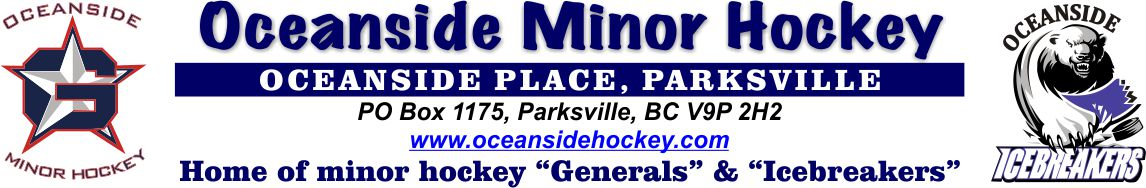 OCEANSIDE
G
MINOR HOCKEY
Oceanside Minor Hockey
OCEANSIDE PLACE, PARKSVILLE
PO Box 1175, Parksville, BC V9P 2H2
www.oceansidehockey.com
Home of minor hockey “Generals” & “Icebreakers”
OCEANSIDE
ICEBREAKERS